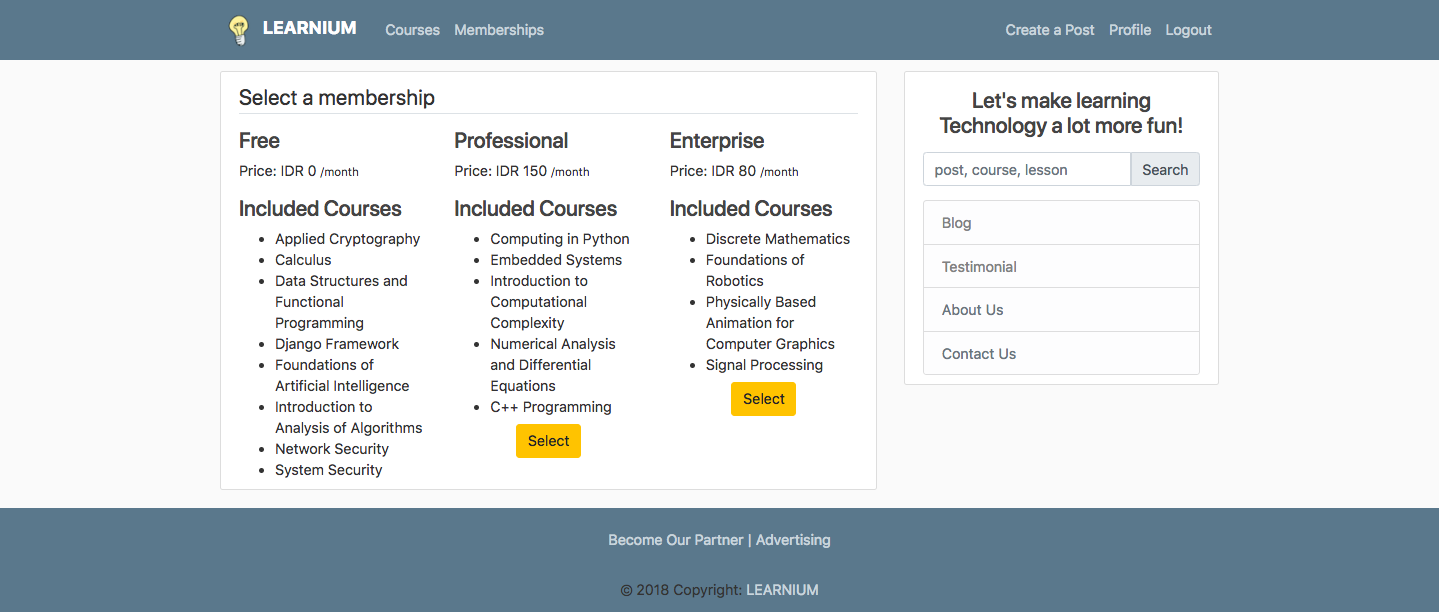 LEARNIUM
Courses
Memberships
Create a Post
Profile
Logout
Select a membership
Free
Price: IDR 0 /month
Included Courses
Applied Cryptography
Calculus
Data Structures and
Functional
Programming
Django Framework
Foundations of
Artificial Intelligence
Introduction to
Analysis of Algorithms
Network Security
System Security
Professional
Price: IDR 150 /month
Included Courses
Computing in Python
Embedded Systems
Introduction to
Computational
Complexity
Numerical Analysis
and Differential
Equations
C++ Programming
Select
Enterprise
Price: IDR 80 /month
Included Courses
Discrete Mathematics
Foundations of
Robotics
Physically Based
Animation for
Computer Graphics
Signal Processing
Select
Let's make learning
Technology a lot more fun!
post, course, lesson
Search
Blog
Testimonial
About Us
Contact Us
Become Our Partner | Advertising
© 2018 Copyright: LEARNIUM